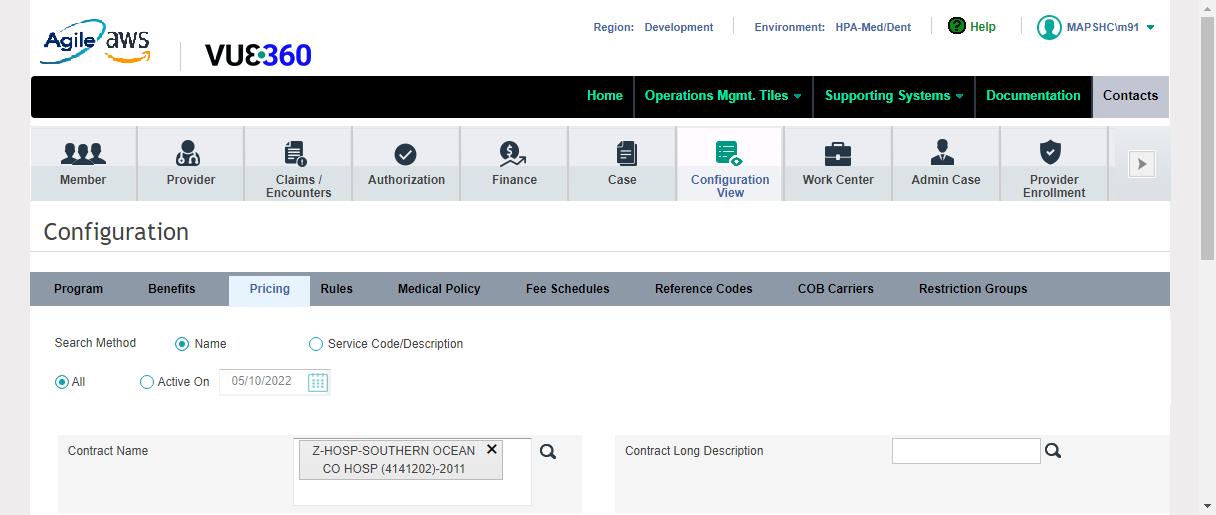 Agile aws
VUE360
Region: Development
Environment: HPA-Med/Dent
? Help
MAPSHC\m91
Home
Operations Mgmt. Tiles
Supporting Systems
Documentation
Contacts
Member
Provider
Claims /
Encounters
Authorization
Finance
Case
Configuration
View
Work Center
Admin Case
Provider
Enrollment
Configuration
Program
Benefits
Pricing
Rules
Medical Policy
Fee Schedules
Reference Codes
COB Carriers
Restriction Groups
Search Method
Name
Service Code/Description
All
Active On
05/10/2022
Contract Name
Z-HOSP-SOUTHERN OCEAN
CO HOSP (4141202)-2011
Contract Long Description